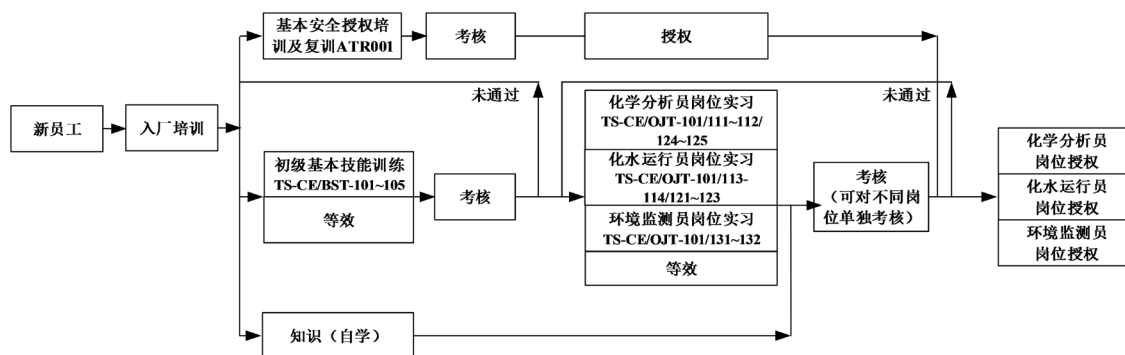 基本安全授权培
训及复训ATR001
考核
授权
未通过
未通过
新员工
入厂培训
初级基本技能训练
TS-CE/BST-101~105
等效
考核
化学分析员岗位实习
TS-CE/OJT-101/111~112/
124~125
化水运行员岗位实习
TS-CE/OJT-101/113-
114/121~123
环境监测员岗位实习
TS-CE/OJT-101/131~132
等效
考核
（可对不同岗
位单独考核）
化学分析员
岗位授权
化水运行员
岗位授权
环境监测员
岗位授权
知识（自学）